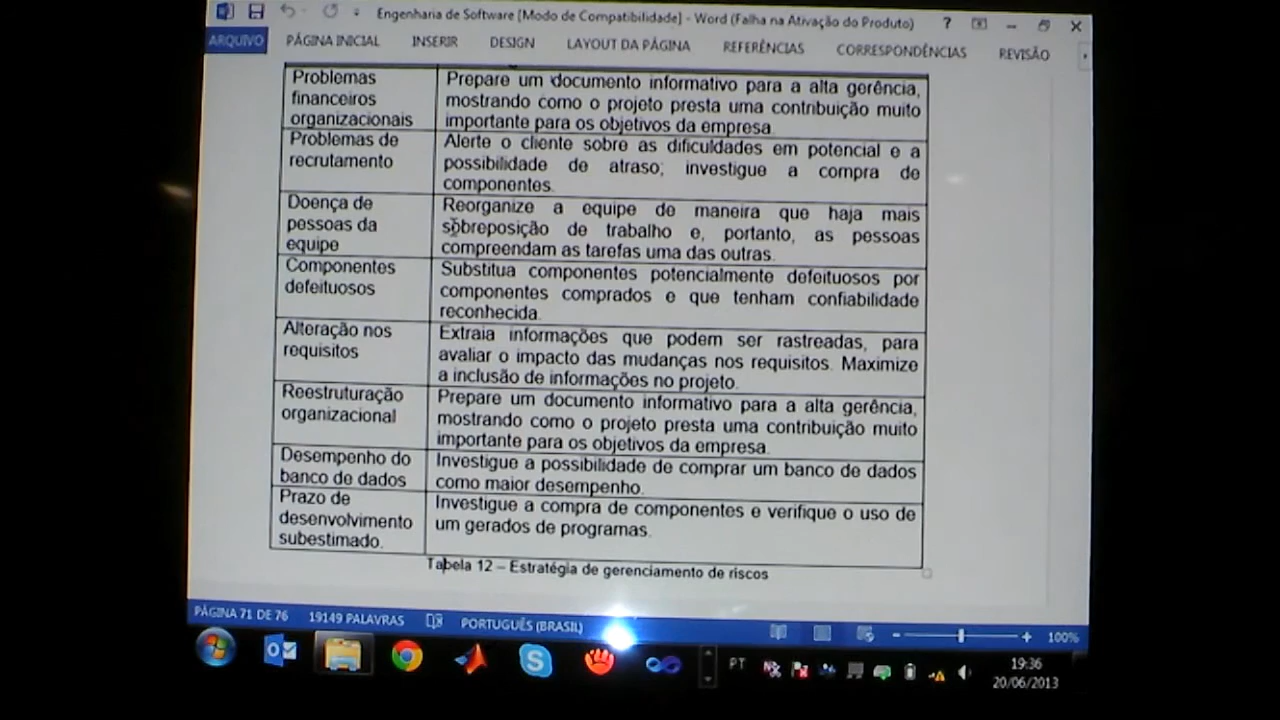 Engenharia de Software [Modo de Compatibilidade] - Word (Falha na Ativação do Produto)
ARQUIVO PÁGINA INICIAL INSERIR DESIGN LAYOUT DA PÁGINA REFERÊNCIAS CORRESPONDÊNCIAS REVISÃO
Problemas
financeiros
organizacionais
Prepare um documento informativo para a alta gerência,
mostrando como o projeto presta uma contribuição muito
importante para os objetivos da empresa.
Problemas de
recrutamento
Alerte o cliente sobre as dificuldades em potencial e a
possibilidade de atraso; investigue a compra de
componentes.
Doença de
pessoas da
equipe
Reorganize a equipe de maneira que haja mais
sobreposição de trabalho e, portanto, as pessoas
compreendam as tarefas uma das outras.
Componentes
defeituosos
Substitua componentes potencialmente defeituosos por
componentes comprados e que tenham confiabilidade
reconhecida.
Alteração nos
requisitos
Extraia informações que podem ser rastreadas, para
avaliar o impacto das mudanças nos requisitos. Maximize
a inclusão de informações no projeto.
Reestruturação
organizacional
Prepare um documento informativo para a alta gerência,
mostrando como o projeto presta uma contribuição muito
importante para os objetivos da empresa.
Desempenho do
banco de dados
Investigue a possibilidade de comprar um banco de dados
como maior desempenho.
Prazo de
desenvolvimento
subestimado.
Investigue a compra de componentes e verifique o uso de
um gerados de programas.
Tabela 12 – Estratégia de gerenciamento de riscos
PÁGINA 71 DE 76 19149 PALAVRAS PORTUGUÊS (BRASIL) 100%
PT 19:36
20/06/2013